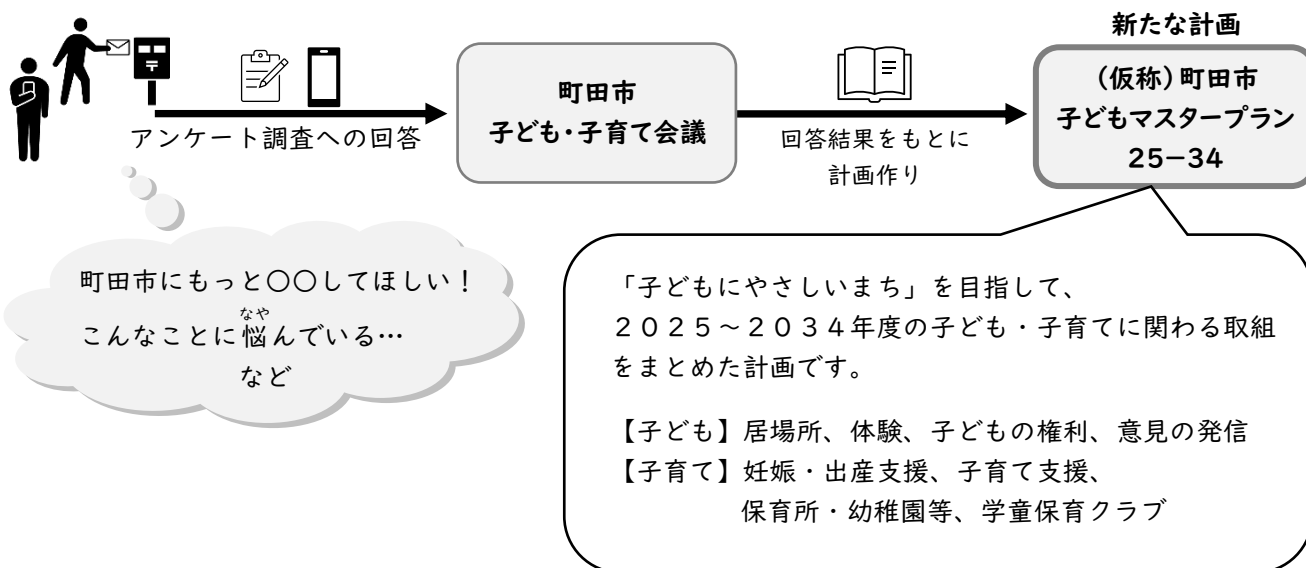 新たな計画
(仮称)町田市
子どもマスタープラン
25−34
町田市
子ども・子育て会議
〒
アンケート調査への回答
回答結果をもとに
計画作り
町田市にもっと〇〇してほしい!
なや
こんなことに悩んでいる…
など
「子どもにやさしいまち」を目指して、
2025~2034年度の子ども・子育てに関わる取組
をまとめた計画です。
【子ども】居場所、体験、子どもの権利、意見の発信
【子育て】妊娠・出産支援、子育て支援、
保育所・幼稚園等、学童保育クラブ